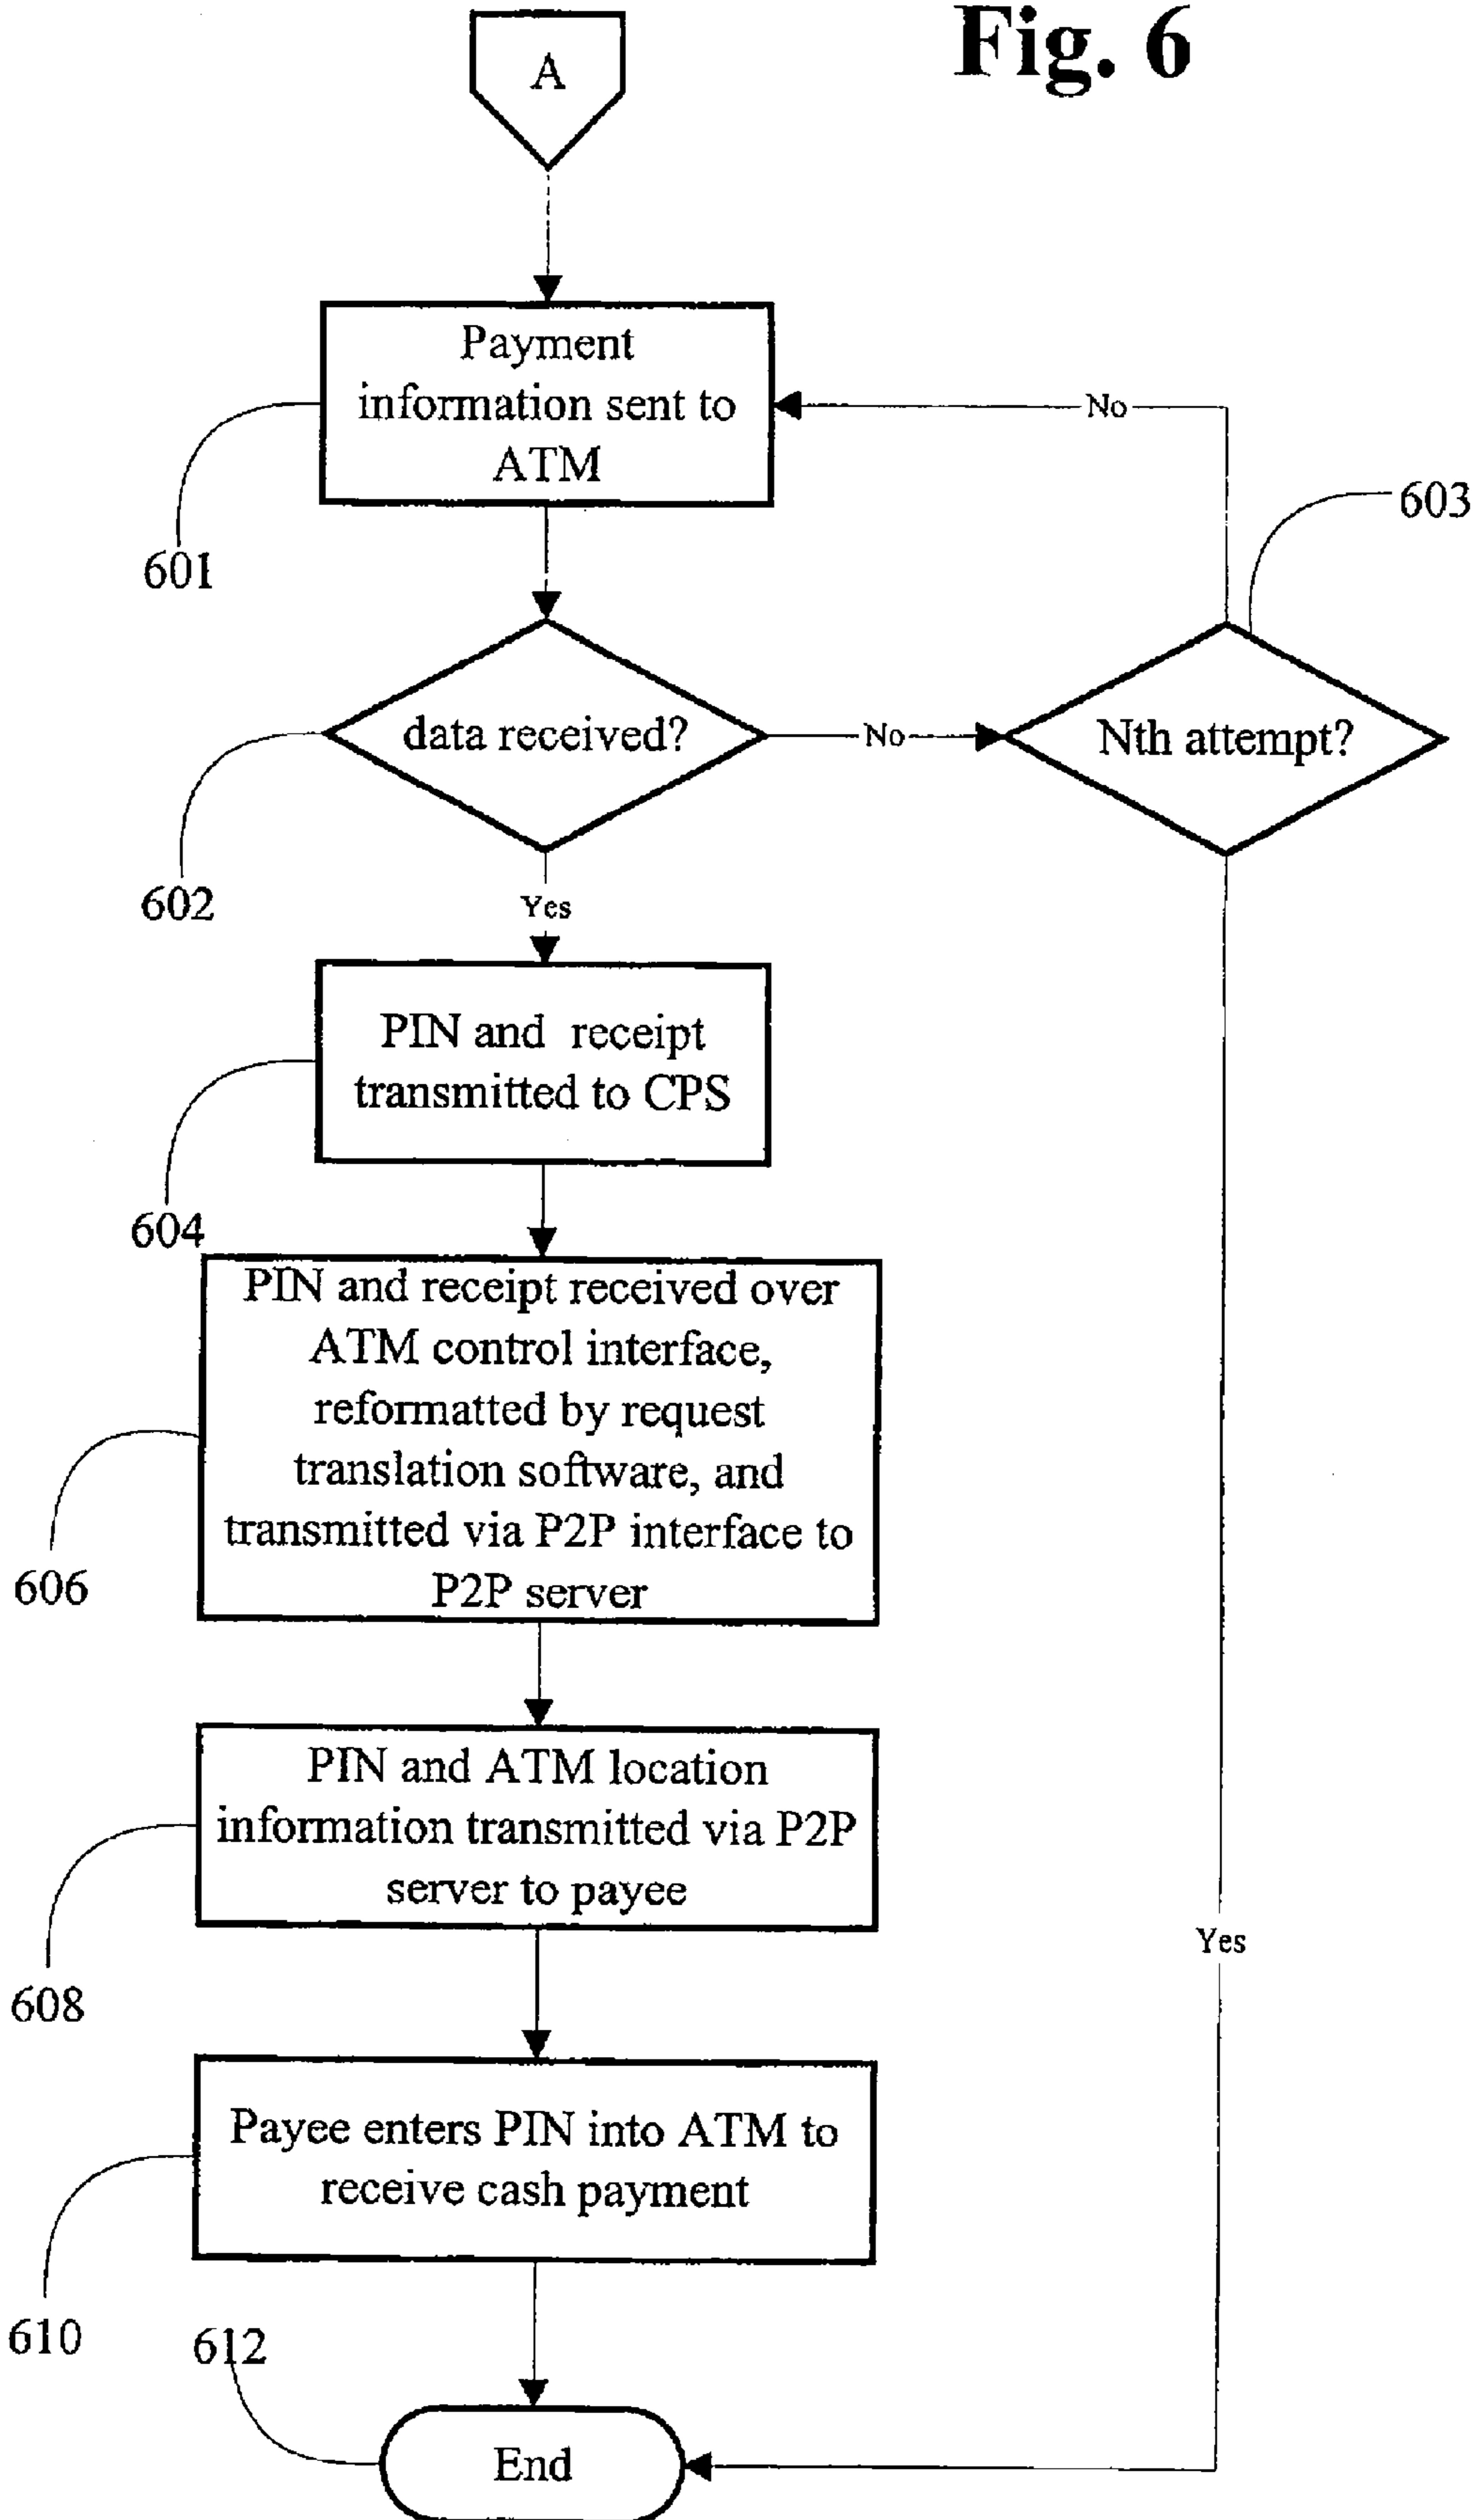 Fig. 6
A
Payment
information sent to
ATM
No
603
601
data received?
No
Nth attempt?
602
Yes
PIN and receipt
transmitted to CPS
604
PIN and receipt received over
ATM control interface,
reformatted by request
translation software, and
transmitted via P2P interface to
P2P server
606
PIN and ATM location
information transmitted via P2P
server to payee
608
Yes
Payee enters PIN into ATM to
receive cash payment
610
612
End